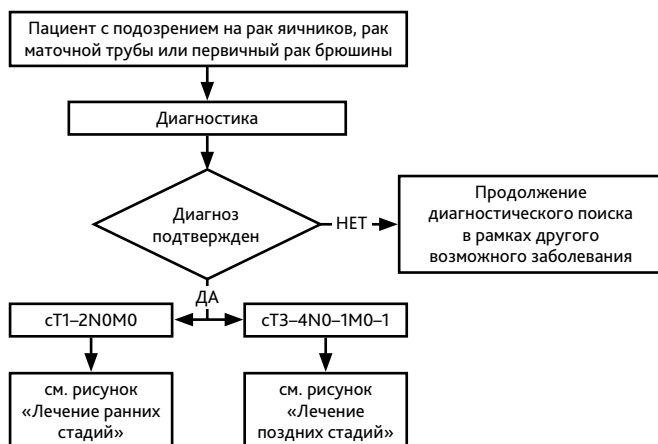 Пациент с подозрением на рак яичников, рак
маточной трубы или первичный рак брюшины
Диагностика
Диагноз
подтвержден
НЕТ
Продолжение
диагностического поиска
в рамках другого
возможного заболевания
ДА
cT1–2N0M0
cT3–4N0–1M0–1
см. рисунок
«Лечение ранних
стадий»
см. рисунок
«Лечение
поздних стадий»